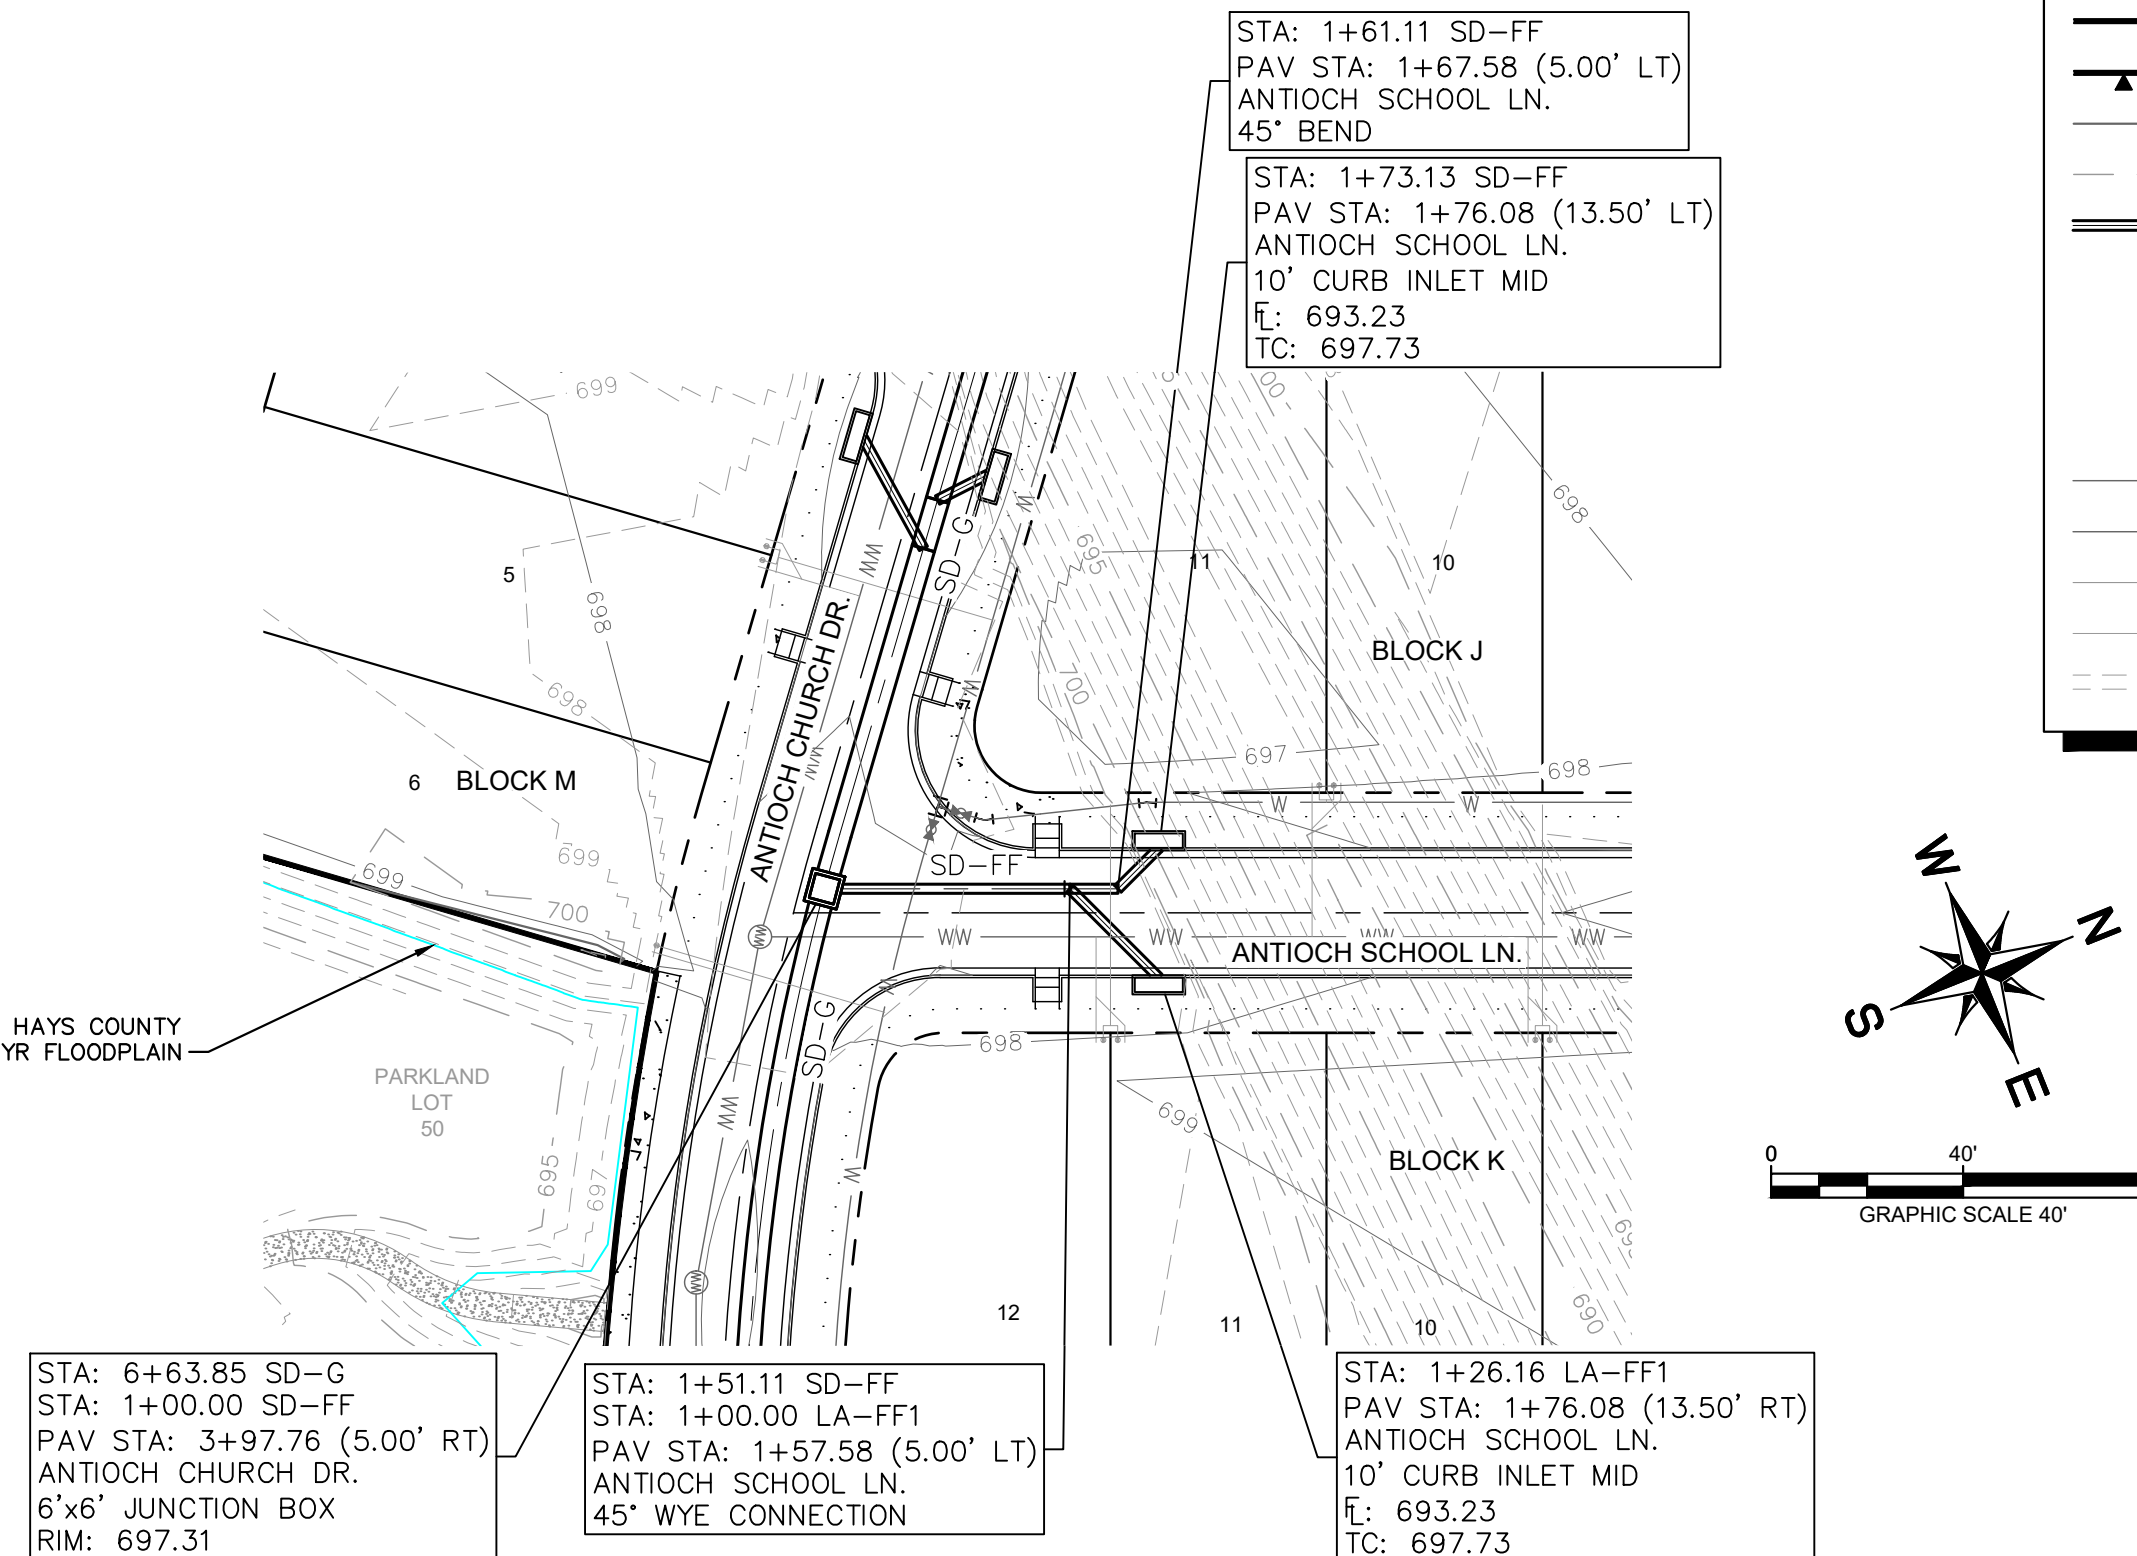 STA: 1+61.11 SD-FF
PAV STA: 1+67.58 (5.00' LT)
ANTIOCH SCHOOL LN.
45° BEND
STA: 1+73.13 SD-FF
PAV STA: 1+76.08 (13.50' LT)
ANTIOCH SCHOOL LN.
10' CURB INLET MID
FL: 693.23
TC: 697.73
699
698
SD-G
W
WW
695
11
10
5
698
ANTIOCH CHURCH DR.
BLOCK J
698
700
W
697
698
6
BLOCK M
WW
W
W
699
SD-FF
699
700
WW
WW
WW
WW
WW
ANTIOCH SCHOOL LN.
W
HAYS COUNTY
YR FLOODPLAIN
SD-G
698
PARKLAND
LOT
50
WW
699
695
697
W
BLOCK K
WW
12
11
10
690
W
N
S
E
0
40'
GRAPHIC SCALE 40'
STA: 6+63.85 SD-G
STA: 1+00.00 SD-FF
PAV STA: 3+97.76 (5.00' RT)
ANTIOCH CHURCH DR.
6'x6' JUNCTION BOX
RIM: 697.31
STA: 1+51.11 SD-FF
STA: 1+00.00 LA-FF1
PAV STA: 1+57.58 (5.00' LT)
ANTIOCH SCHOOL LN.
45° WYE CONNECTION
STA: 1+26.16 LA-FF1
PAV STA: 1+76.08 (13.50' RT)
ANTIOCH SCHOOL LN.
10' CURB INLET MID
FL: 693.23
TC: 697.73